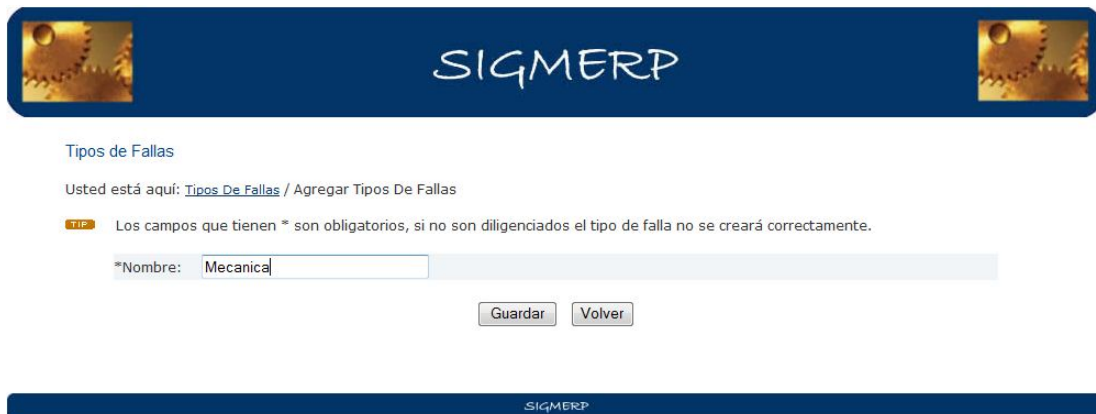 SIGMERP
Tipos de Fallas
Usted está aquí: Tipos De Fallas / Agregar Tipos De Fallas
TIP Los campos que tienen * son obligatorios, si no son diligenciados el tipo de falla no se creará correctamente.
*Nombre: Mecanica
Guardar Volver
SIGMERP